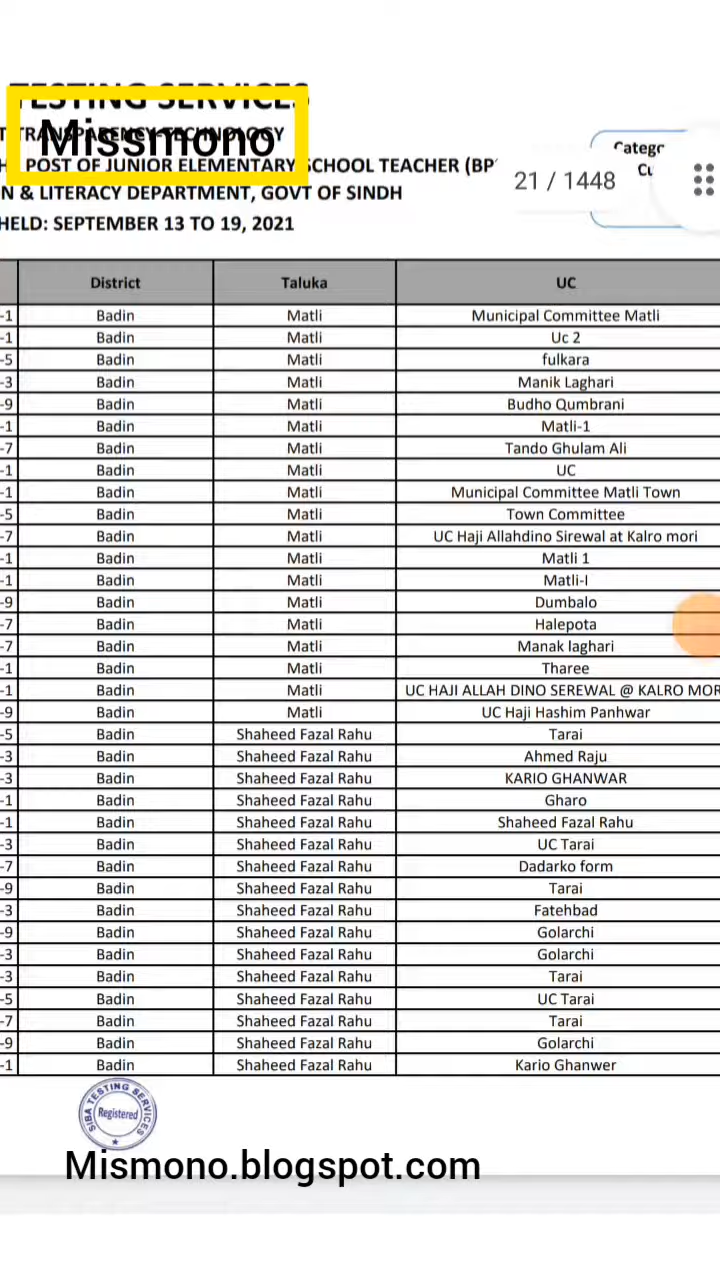 TESTING SERVICES
TRANSPARENCY-TECHNOLOGY
Missmono
POST OF JUNIOR ELEMENTARY SCHOOL TEACHER (BP
N & LITERACY DEPARTMENT, GOVT OF SINDH
HELD: SEPTEMBER 13 TO 19, 2021
21 / 1448
District Taluka UC
-1 Badin Matli Municipal Committee Matli
-1 Badin Matli Uc 2
-5 Badin Matli fulkara
-3 Badin Matli Manik Laghari
-9 Badin Matli Budho Qumbrani
-1 Badin Matli Matli-1
-7 Badin Matli Tando Ghulam Ali
-1 Badin Matli UC
-1 Badin Matli Municipal Committee Matli Town
-5 Badin Matli Town Committee
-7 Badin Matli UC Haji Allahdino Sirewal at Kalro mori
-1 Badin Matli Matli 1
-1 Badin Matli Matli-I
-9 Badin Matli Dumbalo
-7 Badin Matli Halepota
-7 Badin Matli Manak laghari
-1 Badin Matli Tharee
-1 Badin Matli UC HAJI ALLAH DINO SEREWAL @ KALRO MOR
-9 Badin Matli UC Haji Hashim Panhwar
-5 Badin Shaheed Fazal Rahu Tarai
-3 Badin Shaheed Fazal Rahu Ahmed Raju
-3 Badin Shaheed Fazal Rahu KARIO GHANWAR
-1 Badin Shaheed Fazal Rahu Gharo
-1 Badin Shaheed Fazal Rahu Shaheed Fazal Rahu
-3 Badin Shaheed Fazal Rahu UC Tarai
-7 Badin Shaheed Fazal Rahu Dadarko form
-9 Badin Shaheed Fazal Rahu Tarai
-3 Badin Shaheed Fazal Rahu Fatehbad
-9 Badin Shaheed Fazal Rahu Golarchi
-3 Badin Shaheed Fazal Rahu Golarchi
-3 Badin Shaheed Fazal Rahu Tarai
-5 Badin Shaheed Fazal Rahu UC Tarai
-7 Badin Shaheed Fazal Rahu Tarai
-9 Badin Shaheed Fazal Rahu Golarchi
-1 Badin Shaheed Fazal Rahu Kario Ghanwer
SIBA TESTING SERVICES
Registered
Mismono.blogspot.com